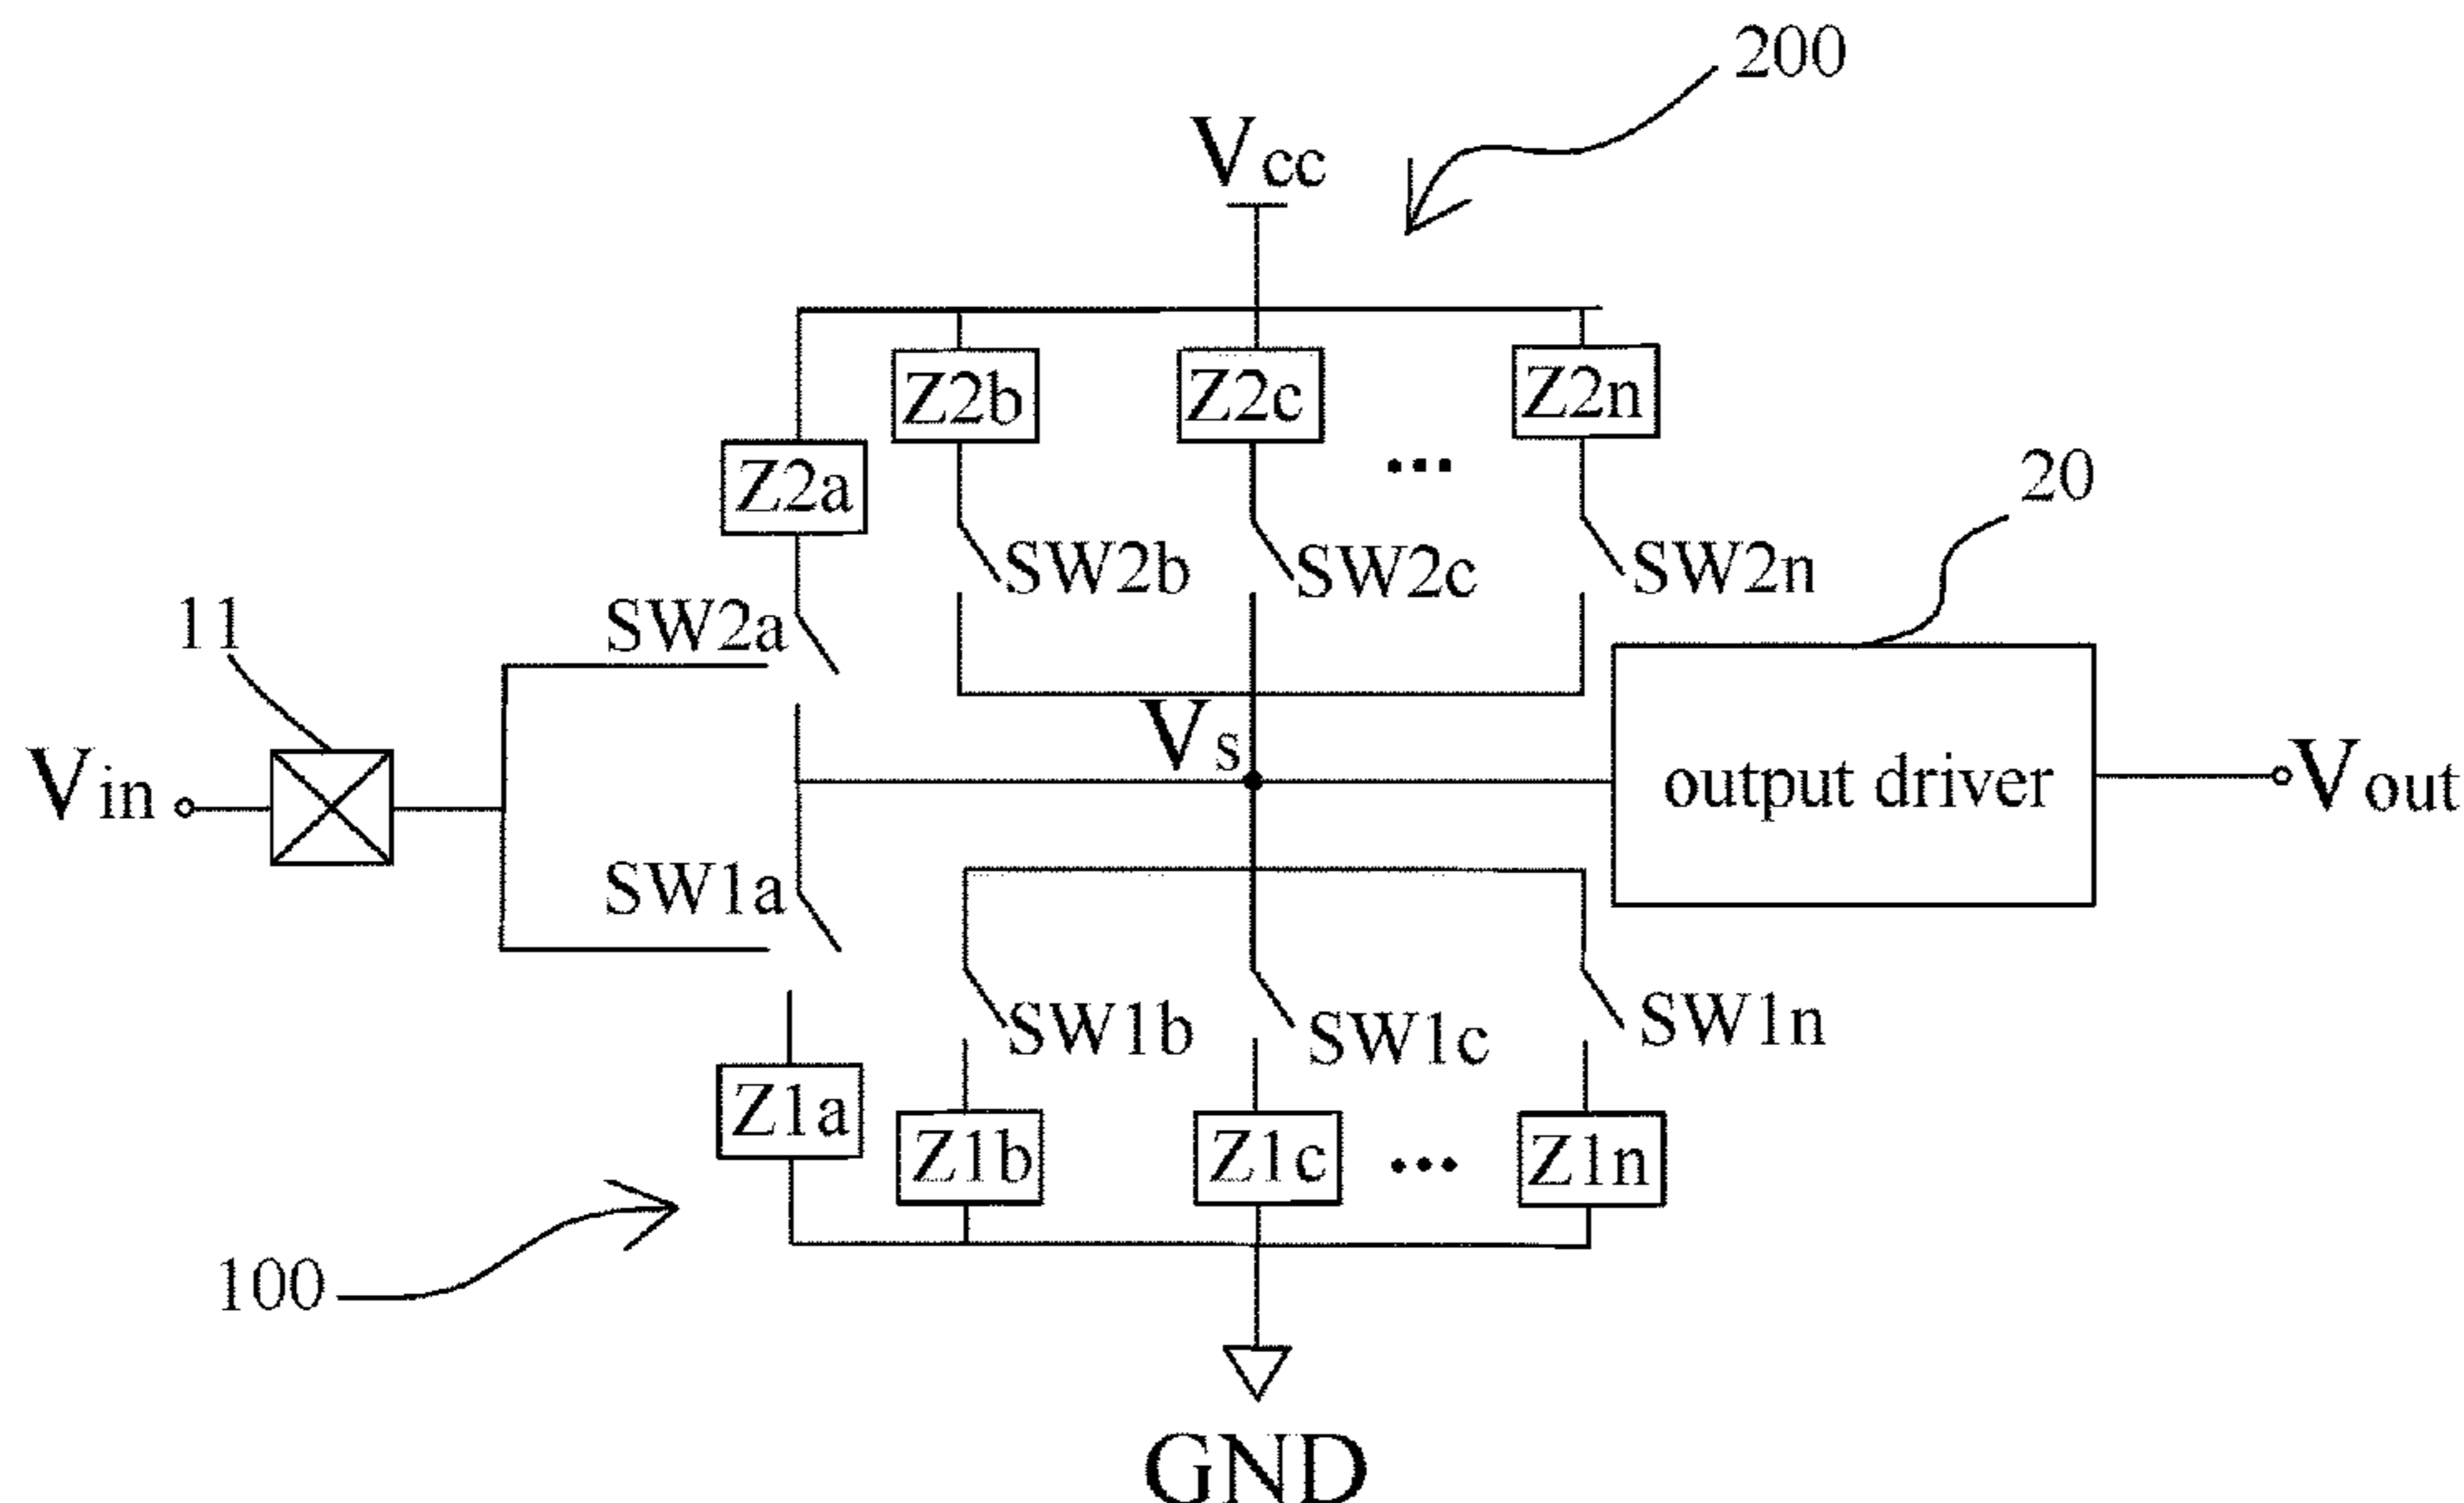 200
Vcc
Z2b
Z2c
Z2n
Z2a
...
20
SW2b
SW2c
SW2n
11
SW2a
Vs
Vin
output driver
Vout
SW1a
SW1b
SW1c
SW1n
Z1a
Z1b
Z1c
...
Z1n
100
GND